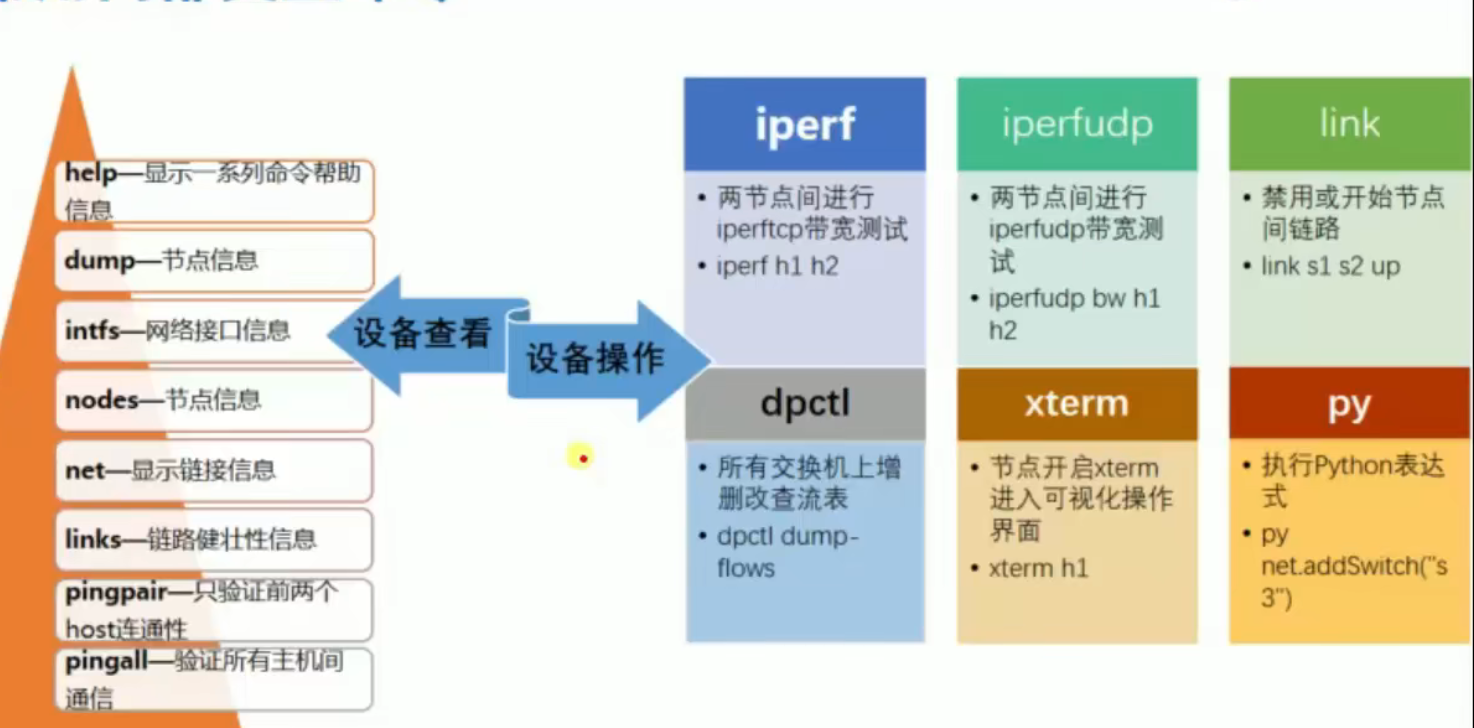 help—显示一系列命令帮助
信息
dump—节点信息
intfs—网络接口信息
nodes—节点信息
net—显示链接信息
links—链路健壮性信息
pingpair—只验证前两个
host连通性
pingall—验证所有主机间
通信
设备查看
设备操作
iperf
• 两节点间进行
iperftcp带宽测试
• iperf h1 h2
iperfudp
• 两节点间进行
iperfudp带宽测
试
• iperfudp bw h1
h2
link
• 禁用或开始节点
间链路
• link s1 s2 up
dpctl
• 所有交换机上增
删改查流表
• dpctl dump-
flows
xterm
• 节点开启xterm
进入可视化操作
界面
• xterm h1
py
• 执行Python表达
式
• py
net.addSwitch("s
3")